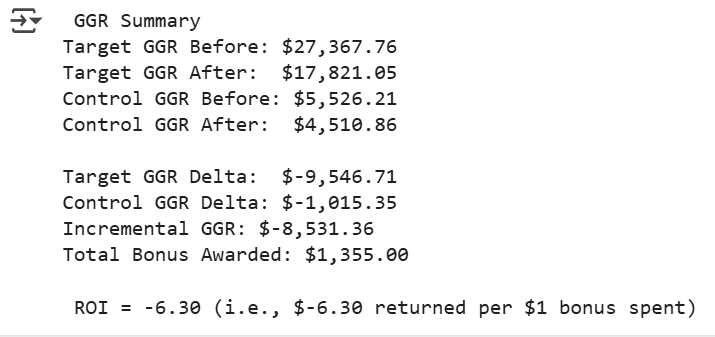 GGR Summary
Target GGR Before: $27,367.76
Target GGR After:  $17,821.05
Control GGR Before: $5,526.21
Control GGR After:  $4,510.86
Target GGR Delta:  $-9,546.71
Control GGR Delta: $-1,015.35
Incremental GGR: $-8,531.36
Total Bonus Awarded: $1,355.00
ROI = -6.30 (i.e., $-6.30 returned per $1 bonus spent)